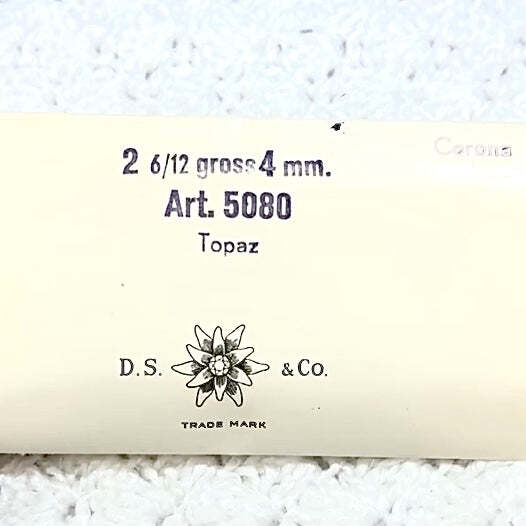 Corona
2 6/12 gross 4 mm.
Art. 5080
Topaz
D.S. & Co.
TRADE MARK